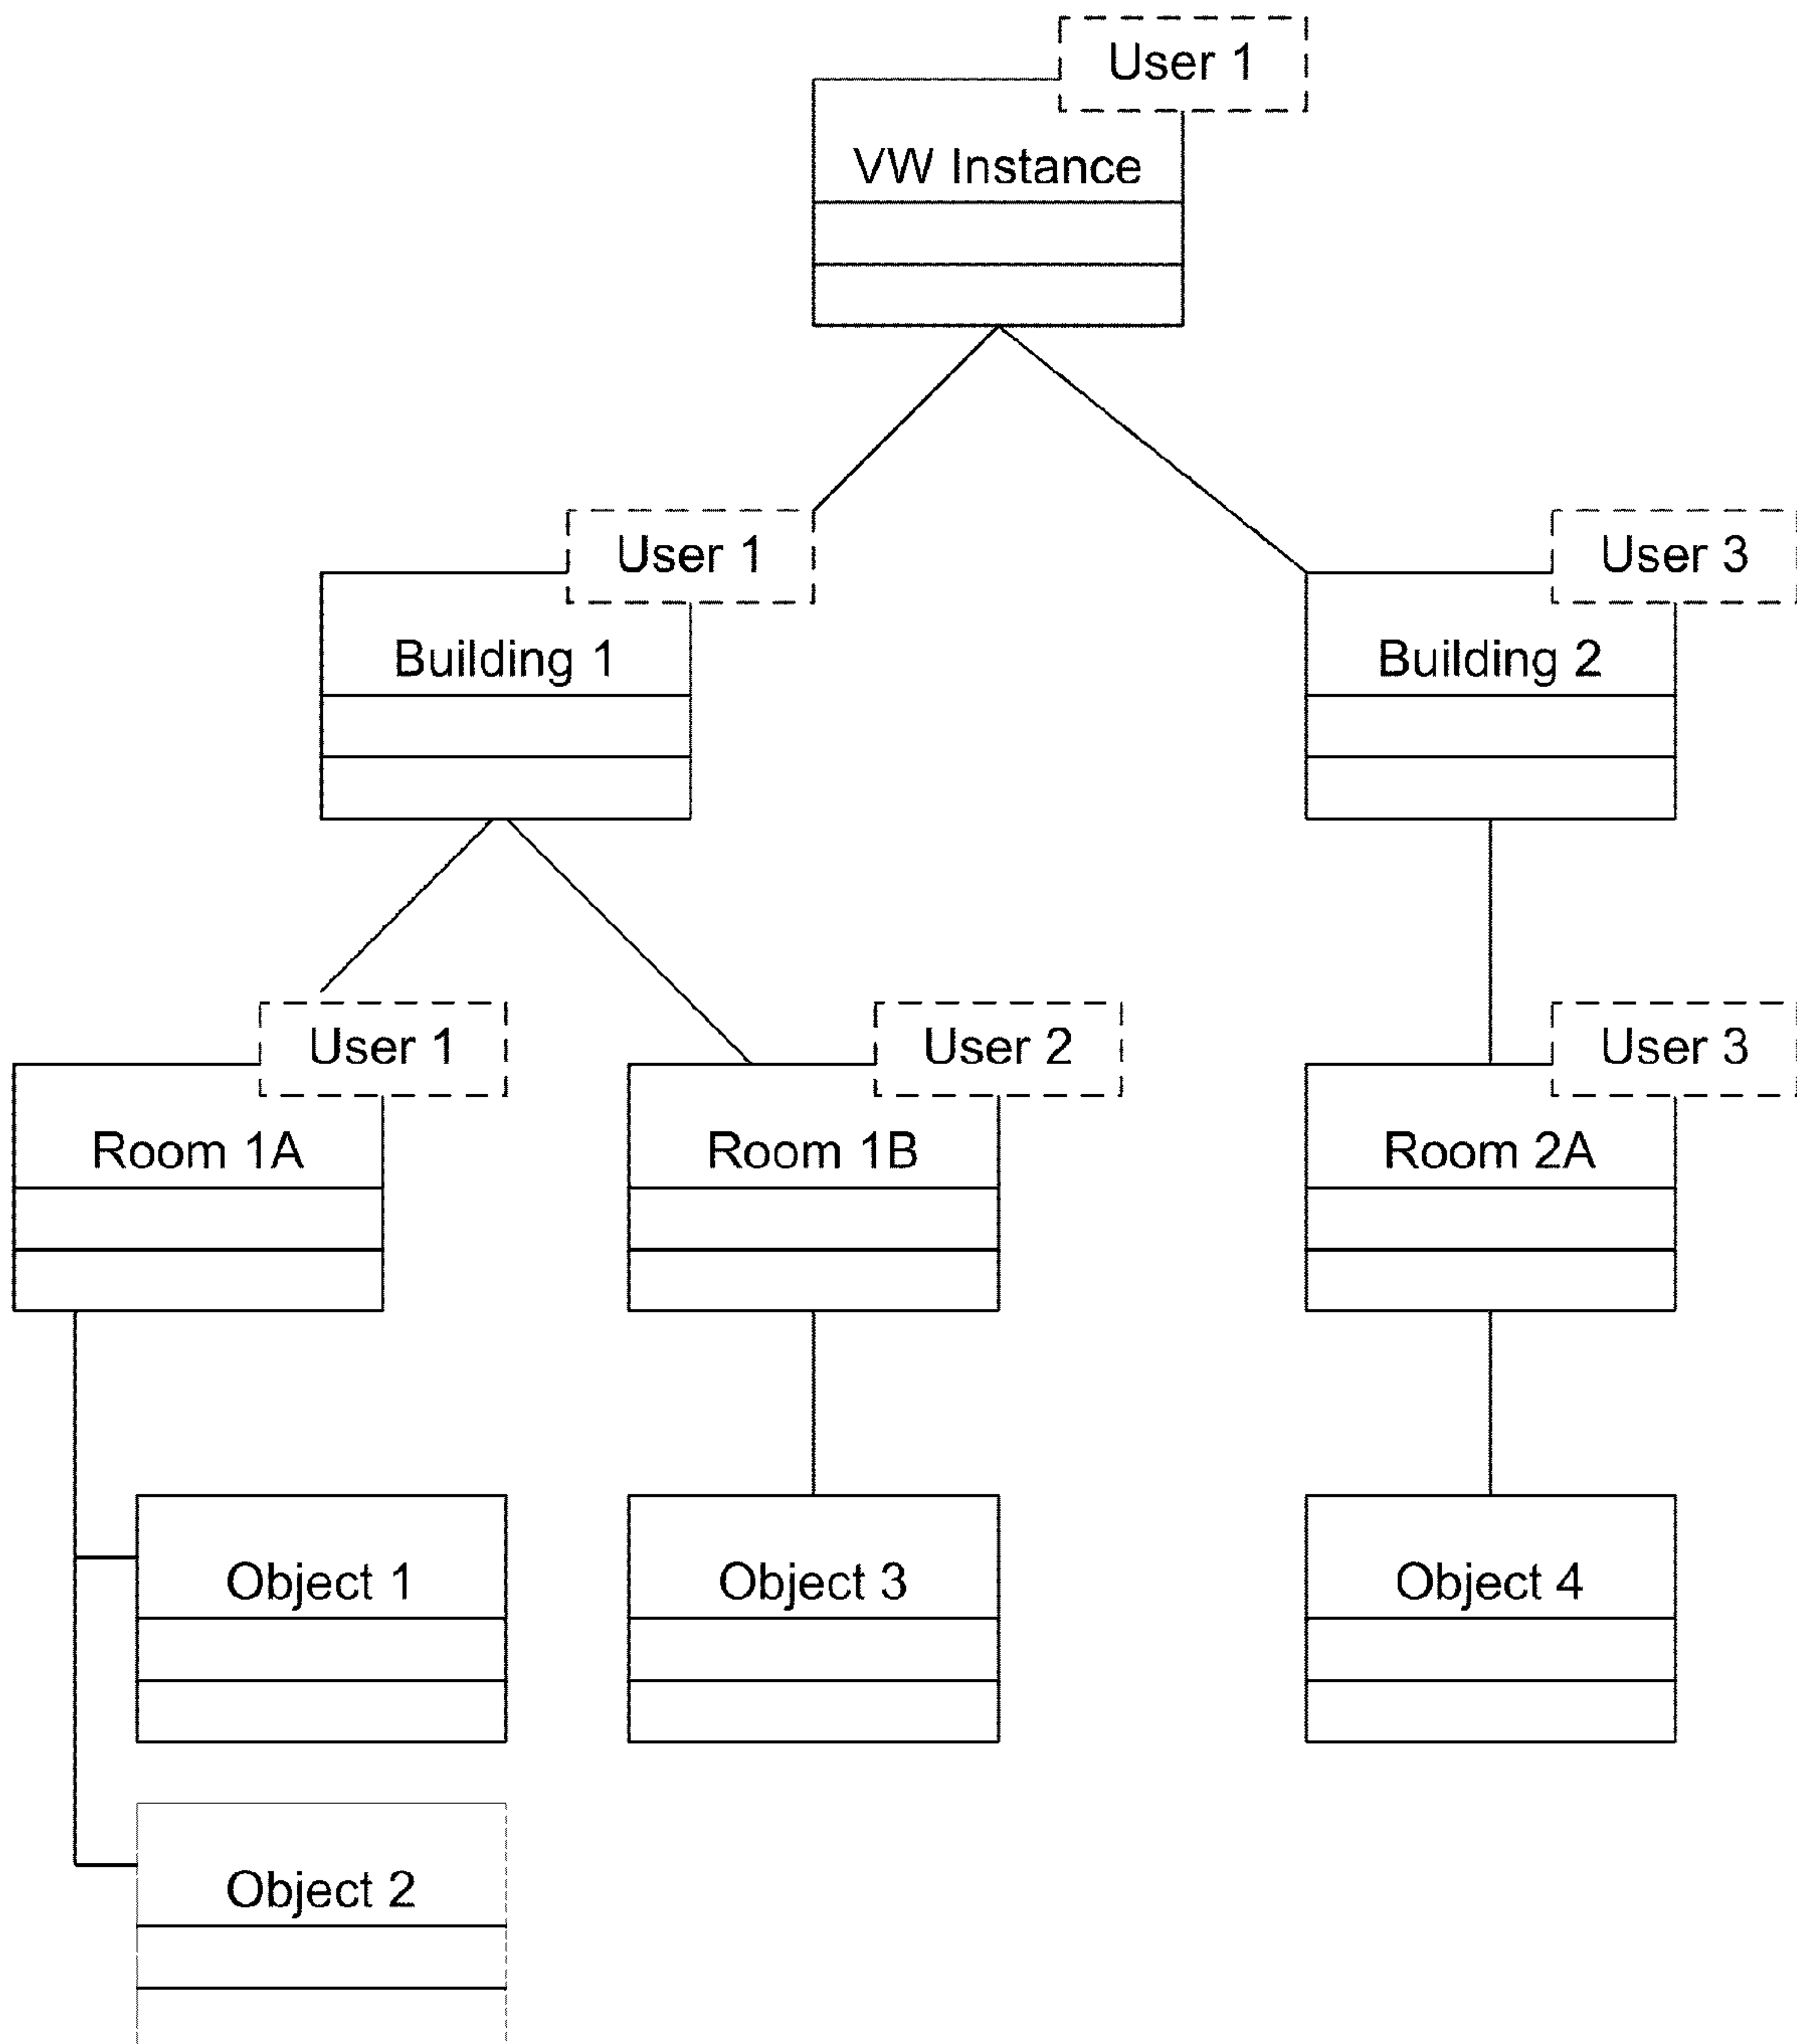 User 1
VW Instance
User 1
User 3
Building 1
Building 2
User 1
User 2
User 3
Room 1A
Room 1B
Room 2A
Object 1
Object 3
Object 4
Object 2